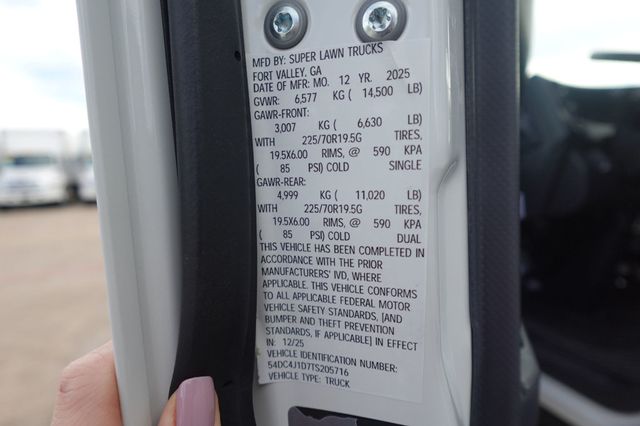 MFD BY: SUPER LAWN TRUCKS
FORT VALLEY, GA
DATE OF MFR: MO. 12 YR. 2025
GVWR: 6,577 KG ( 14,500 LB)
GAWR-FRONT:
3,007 KG ( 6,630 LB)
WITH 225/70R19.5G TIRES,
19.5X6.00 RIMS, @ 590 KPA
( 85 PSI) COLD SINGLE
GAWR-REAR:
4,999 KG ( 11,020 LB)
WITH 225/70R19.5G TIRES,
19.5X6.00 RIMS, @ 590 KPA
( 85 PSI) COLD DUAL
THIS VEHICLE HAS BEEN COMPLETED IN
ACCORDANCE WITH THE PRIOR
MANUFACTURERS' IVD, WHERE
APPLICABLE. THIS VEHICLE CONFORMS
TO ALL APPLICABLE FEDERAL MOTOR
VEHICLE SAFETY STANDARDS, [AND
BUMPER AND THEFT PREVENTION
STANDARDS, IF APPLICABLE] IN EFFECT
IN: 12/25
VEHICLE IDENTIFICATION NUMBER:
54DC4J1D7TS205716
VEHICLE TYPE: TRUCK